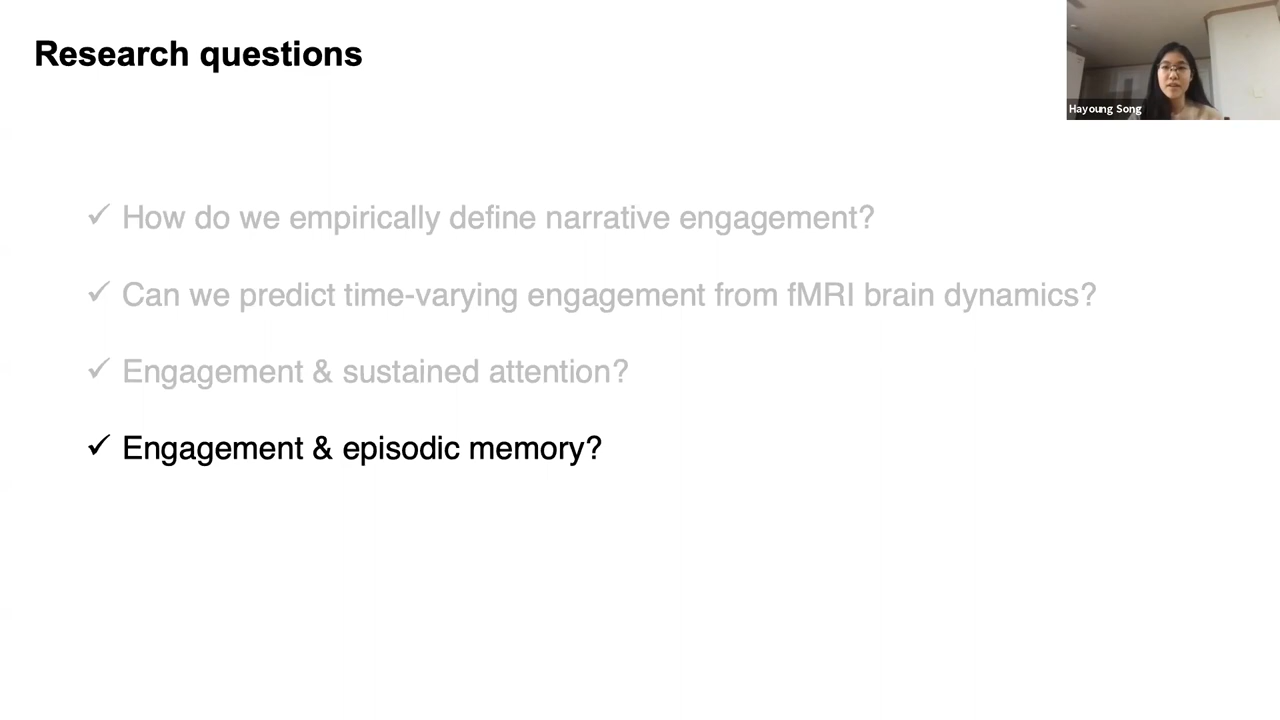 Research questions
Hayoung Song
✓ How do we empirically define narrative engagement?
✓ Can we predict time-varying engagement from fMRI brain dynamics?
✓ Engagement & sustained attention?
✓ Engagement & episodic memory?